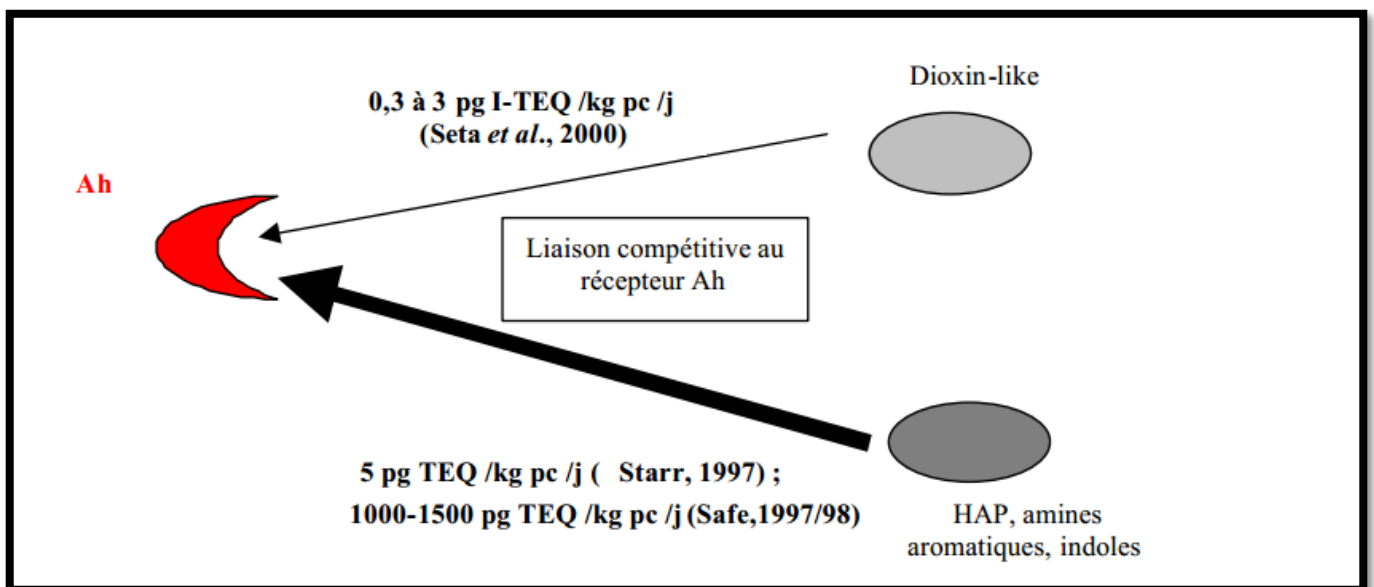 Dioxin-like
0,3 à 3 pg I-TEQ /kg pc /j
(Seta et al., 2000)
Ah
Liaison compétitive au
récepteur Ah
5 pg TEQ /kg pc /j ( Starr, 1997) ;
1000-1500 pg TEQ /kg pc /j (Safe,1997/98)
HAP, amines
aromatiques, indoles